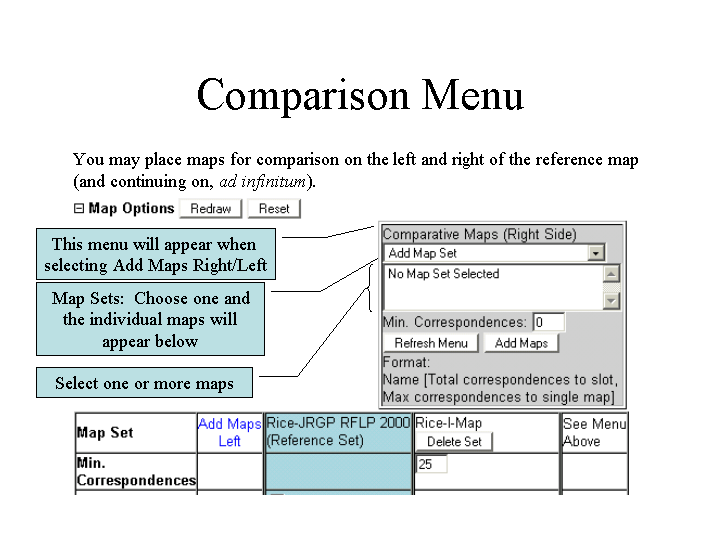 Comparison Menu
You may place maps for comparison on the left and right of the reference map
(and continuing on, ad infinitum).
Map Options Redraw Reset
This menu will appear when
selecting Add Maps Right/Left
Map Sets: Choose one and
the individual maps will
appear below
Select one or more maps
Comparative Maps (Right Side)
Add Map Set
No Map Set Selected
Min. Correspondences: 0
Refresh Menu Add Maps
Format:
Name [Total correspondences to slot,
Max correspondences to single map]
Map Set
Add Maps
Left
Rice-JRGP RFLP 2000
(Reference Set)
Rice-I-Map
Delete Set
See Menu
Above
Min.
Correspondences
25